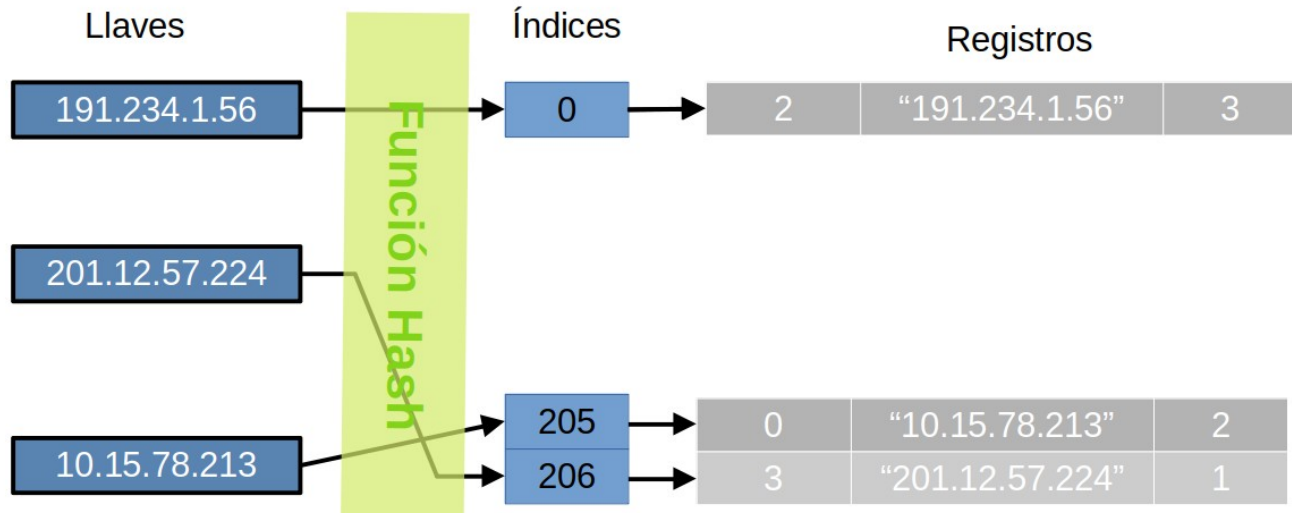 Llaves
Índices
Registros
191.234.1.56
0
2 “191.234.1.56” 3
Función Hash
201.12.57.224
10.15.78.213
205
0 “10.15.78.213” 2
206
3 “201.12.57.224” 1